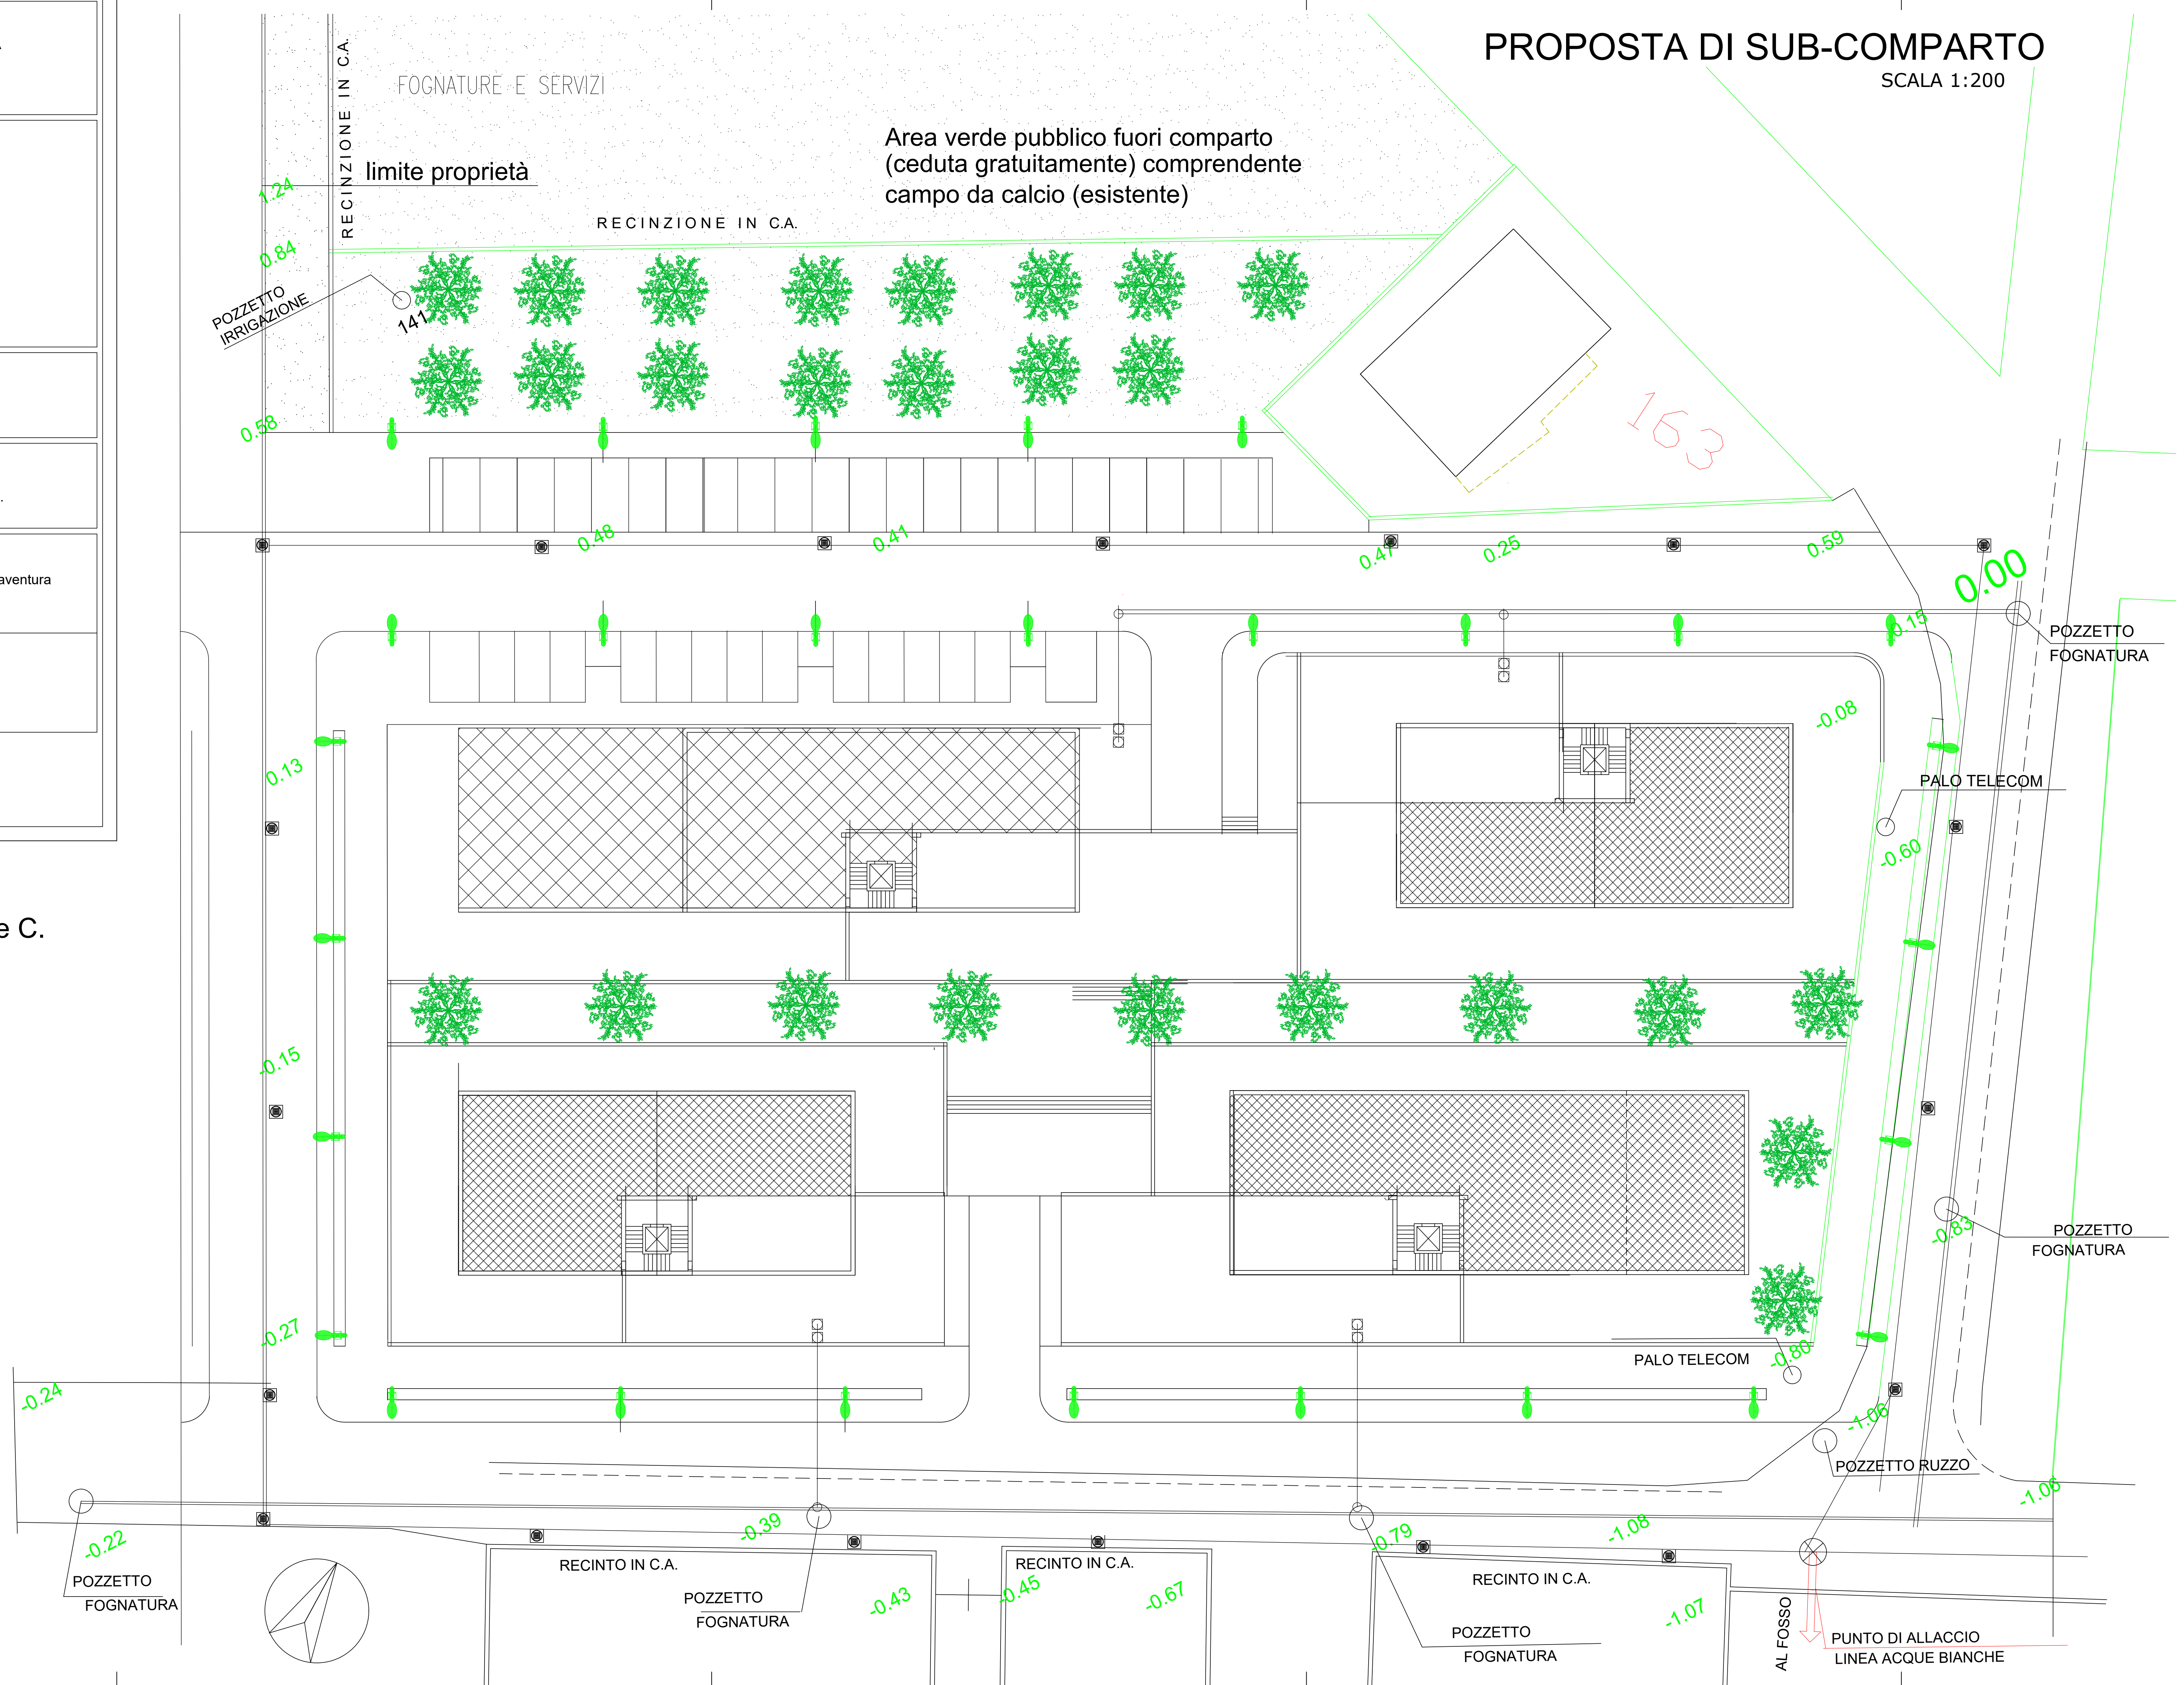 PROPOSTA DI SUB-COMPARTO
SCALA 1:200
RECINZIONE IN C.A.
FOGNATURE E SERVIZI
Area verde pubblico fuori comparto
(ceduta gratuitamente) comprendente
campo da calcio (esistente)
limite proprietà
1.24
RECINZIONE IN C.A.
0.84
POZZETTO
IRRIGAZIONE
141
0.58
163
0.48
0.41
0.47
0.25
0.59
0.00
aventura
0.15
POZZETTO
FOGNATURA
-0.08
0.13
PALO TELECOM
-0.60
e C.
-0.15
-0.83
POZZETTO
FOGNATURA
-0.27
PALO TELECOM
-0.80
-0.24
-1.06
POZZETTO RUZZO
-1.06
-0.22
-0.39
-0.79
-1.08
RECINTO IN C.A.
RECINTO IN C.A.
RECINTO IN C.A.
POZZETTO
FOGNATURA
POZZETTO
FOGNATURA
-0.43
-0.45
-0.67
-1.07
POZZETTO
FOGNATURA
AL FOSSO
PUNTO DI ALLACCIO
LINEA ACQUE BIANCHE